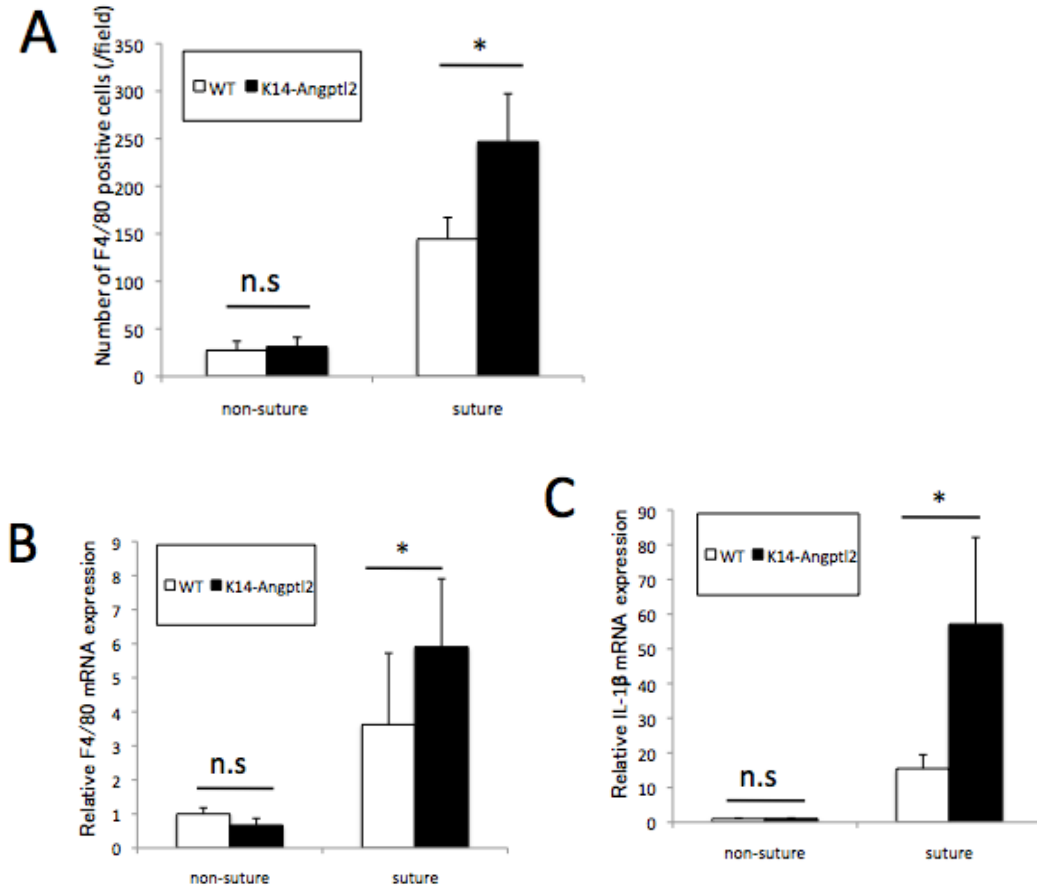 A
Number of F4/80 positive cells (/field)
350
300
250
200
150
100
50
0
WT K14-Angptl2
n.s
*
non-suture suture
B
Relative F4/80 mRNA expression
9
8
7
6
5
4
3
2
1
0
WT K14-Angptl2
n.s
*
non-suture suture
C
Relative IL-1β mRNA expression
90
80
70
60
50
40
30
20
10
0
WT K14-Angptl2
n.s
*
non-suture suture